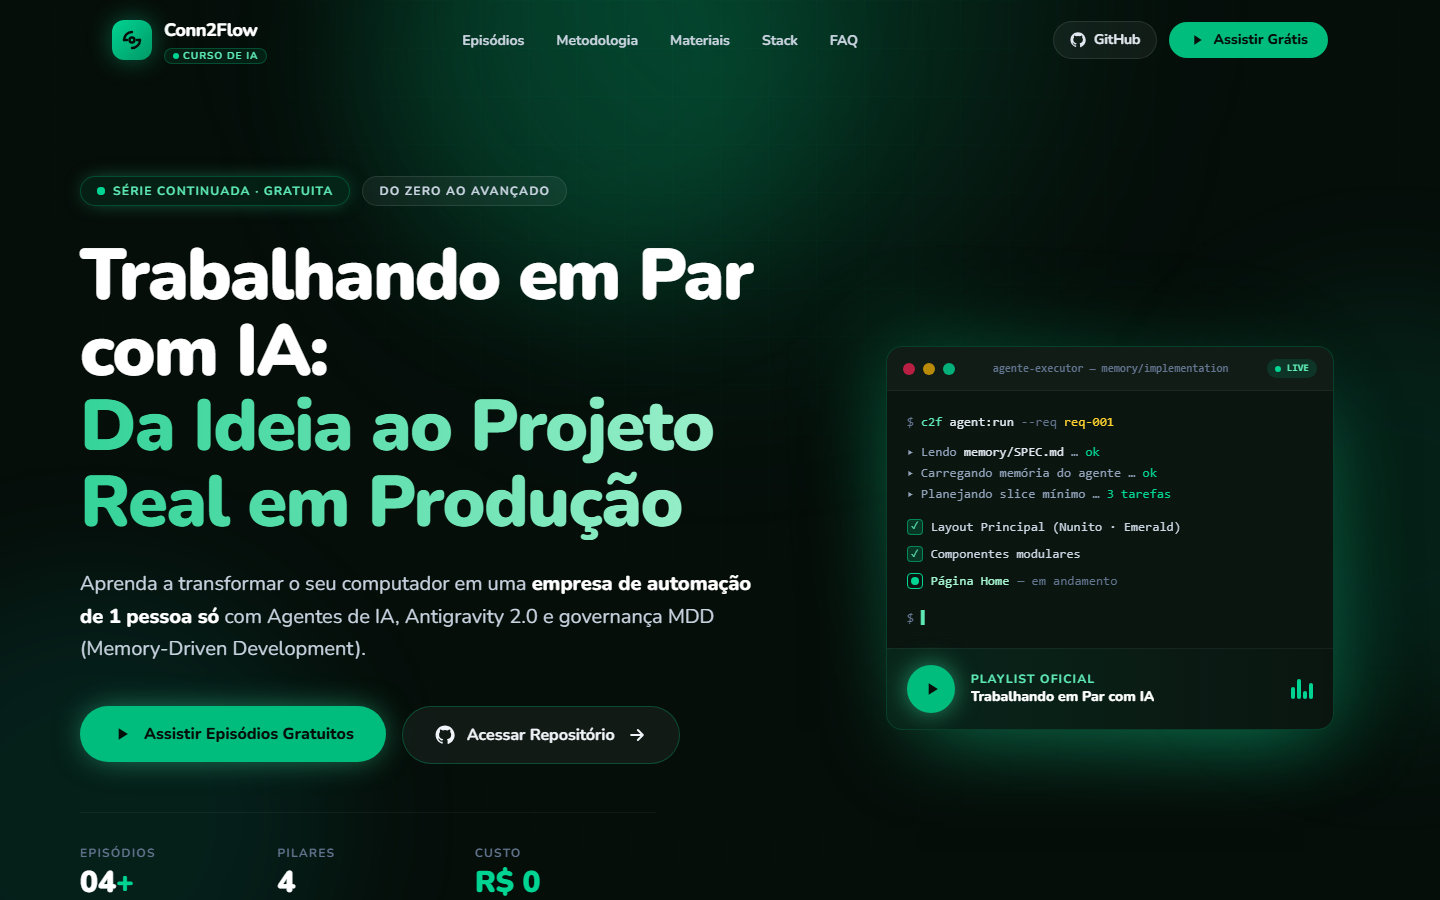 Conn2Flow
CURSO DE IA
Episódios
Metodologia
Materiais
Stack
FAQ
GitHub
Assistir Grátis
SÉRIE CONTINUADA · GRATUITA
DO ZERO AO AVANÇADO
Trabalhando em Par
com IA:
Da Ideia ao Projeto
Real em Produção
Aprenda a transformar o seu computador em uma empresa de automação
de 1 pessoa só com Agentes de IA, Antigravity 2.0 e governança MDD
(Memory-Driven Development).
Assistir Episódios Gratuitos
Acessar Repositório
EPISÓDIOS
04+
PILARES
4
CUSTO
R$ 0
agente-executor — memory/implementation
LIVE
$ c2f agent:run --req req-001
▸ Lendo memory/SPEC.md … ok
▸ Carregando memória do agente … ok
▸ Planejando slice mínimo … 3 tarefas
✓ Layout Principal (Nunito · Emerald)
✓ Componentes modulares
Página Home — em andamento
$
PLAYLIST OFICIAL
Trabalhando em Par com IA